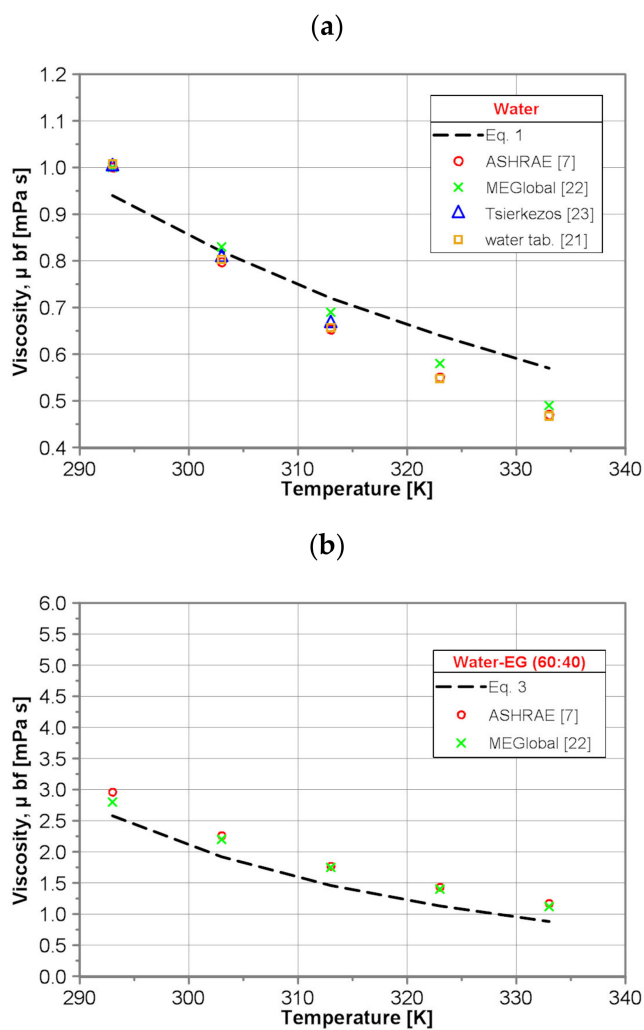 (a)
1.2
1.1
1.0
0.9
0.8
0.7
0.6
0.5
0.4
Viscosity, μ bf [mPa s]
Water
Eq. 1
ASHRAE [7]
MEGlobal [22]
Tsierkezos [23]
water tab. [21]
290 300 310 320 330 340
Temperature [K]
(b)
6.0
5.5
5.0
4.5
4.0
3.5
3.0
2.5
2.0
1.5
1.0
0.5
0.0
Viscosity, μ bf [mPa s]
Water-EG (60:40)
Eq. 3
ASHRAE [7]
MEGlobal [22]
290 300 310 320 330 340
Temperature [K]